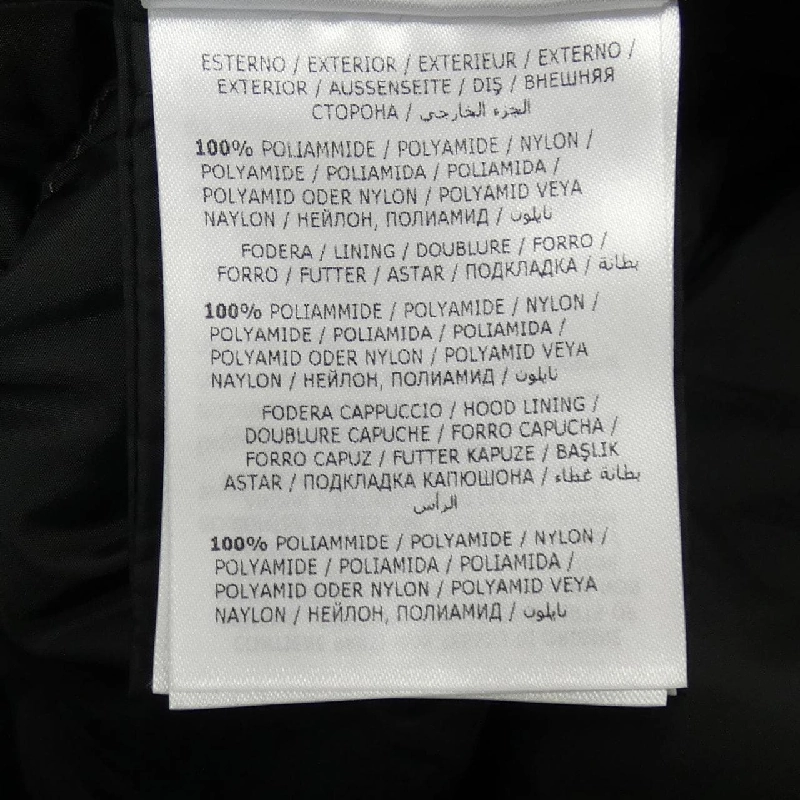 ESTERNO / EXTERIOR / EXTERIEUR / EXTERNO /
EXTERIOR / AUSSENSEITE / DIŞ / ВНЕШНЯЯ
СТОРОНА / الجزء الخارجي
100% POLIAMMIDE / POLYAMIDE / NYLON /
POLYAMIDE / POLIAMIDA / POLIAMIDA /
POLYAMID ODER NYLON / POLYAMID VEYA
NAYLON / НЕЙЛОН, ПОЛИАМИД / نايلون
FODERA / LINING / DOUBLURE / FORRO /
FORRO / FUTTER / ASTAR / ПОДКЛАДКА / بطانة
100% POLIAMMIDE / POLYAMIDE / NYLON /
POLYAMIDE / POLIAMIDA / POLIAMIDA /
POLYAMID ODER NYLON / POLYAMID VEYA
NAYLON / НЕЙЛОН, ПОЛИАМИД / نايلون
FODERA CAPPUCCIO / HOOD LINING /
DOUBLURE CAPUCHE / FORRO CAPUCHA /
FORRO CAPUZ / FUTTER KAPUZE / BAŞLIK
ASTAR / ПОДКЛАДКА КАПЮШОНА / بطانة غطاء
الرأس
100% POLIAMMIDE / POLYAMIDE / NYLON /
POLYAMIDE / POLIAMIDA / POLIAMIDA /
POLYAMID ODER NYLON / POLYAMID VEYA
NAYLON / НЕЙЛОН, ПОЛИАМИД / نايلون